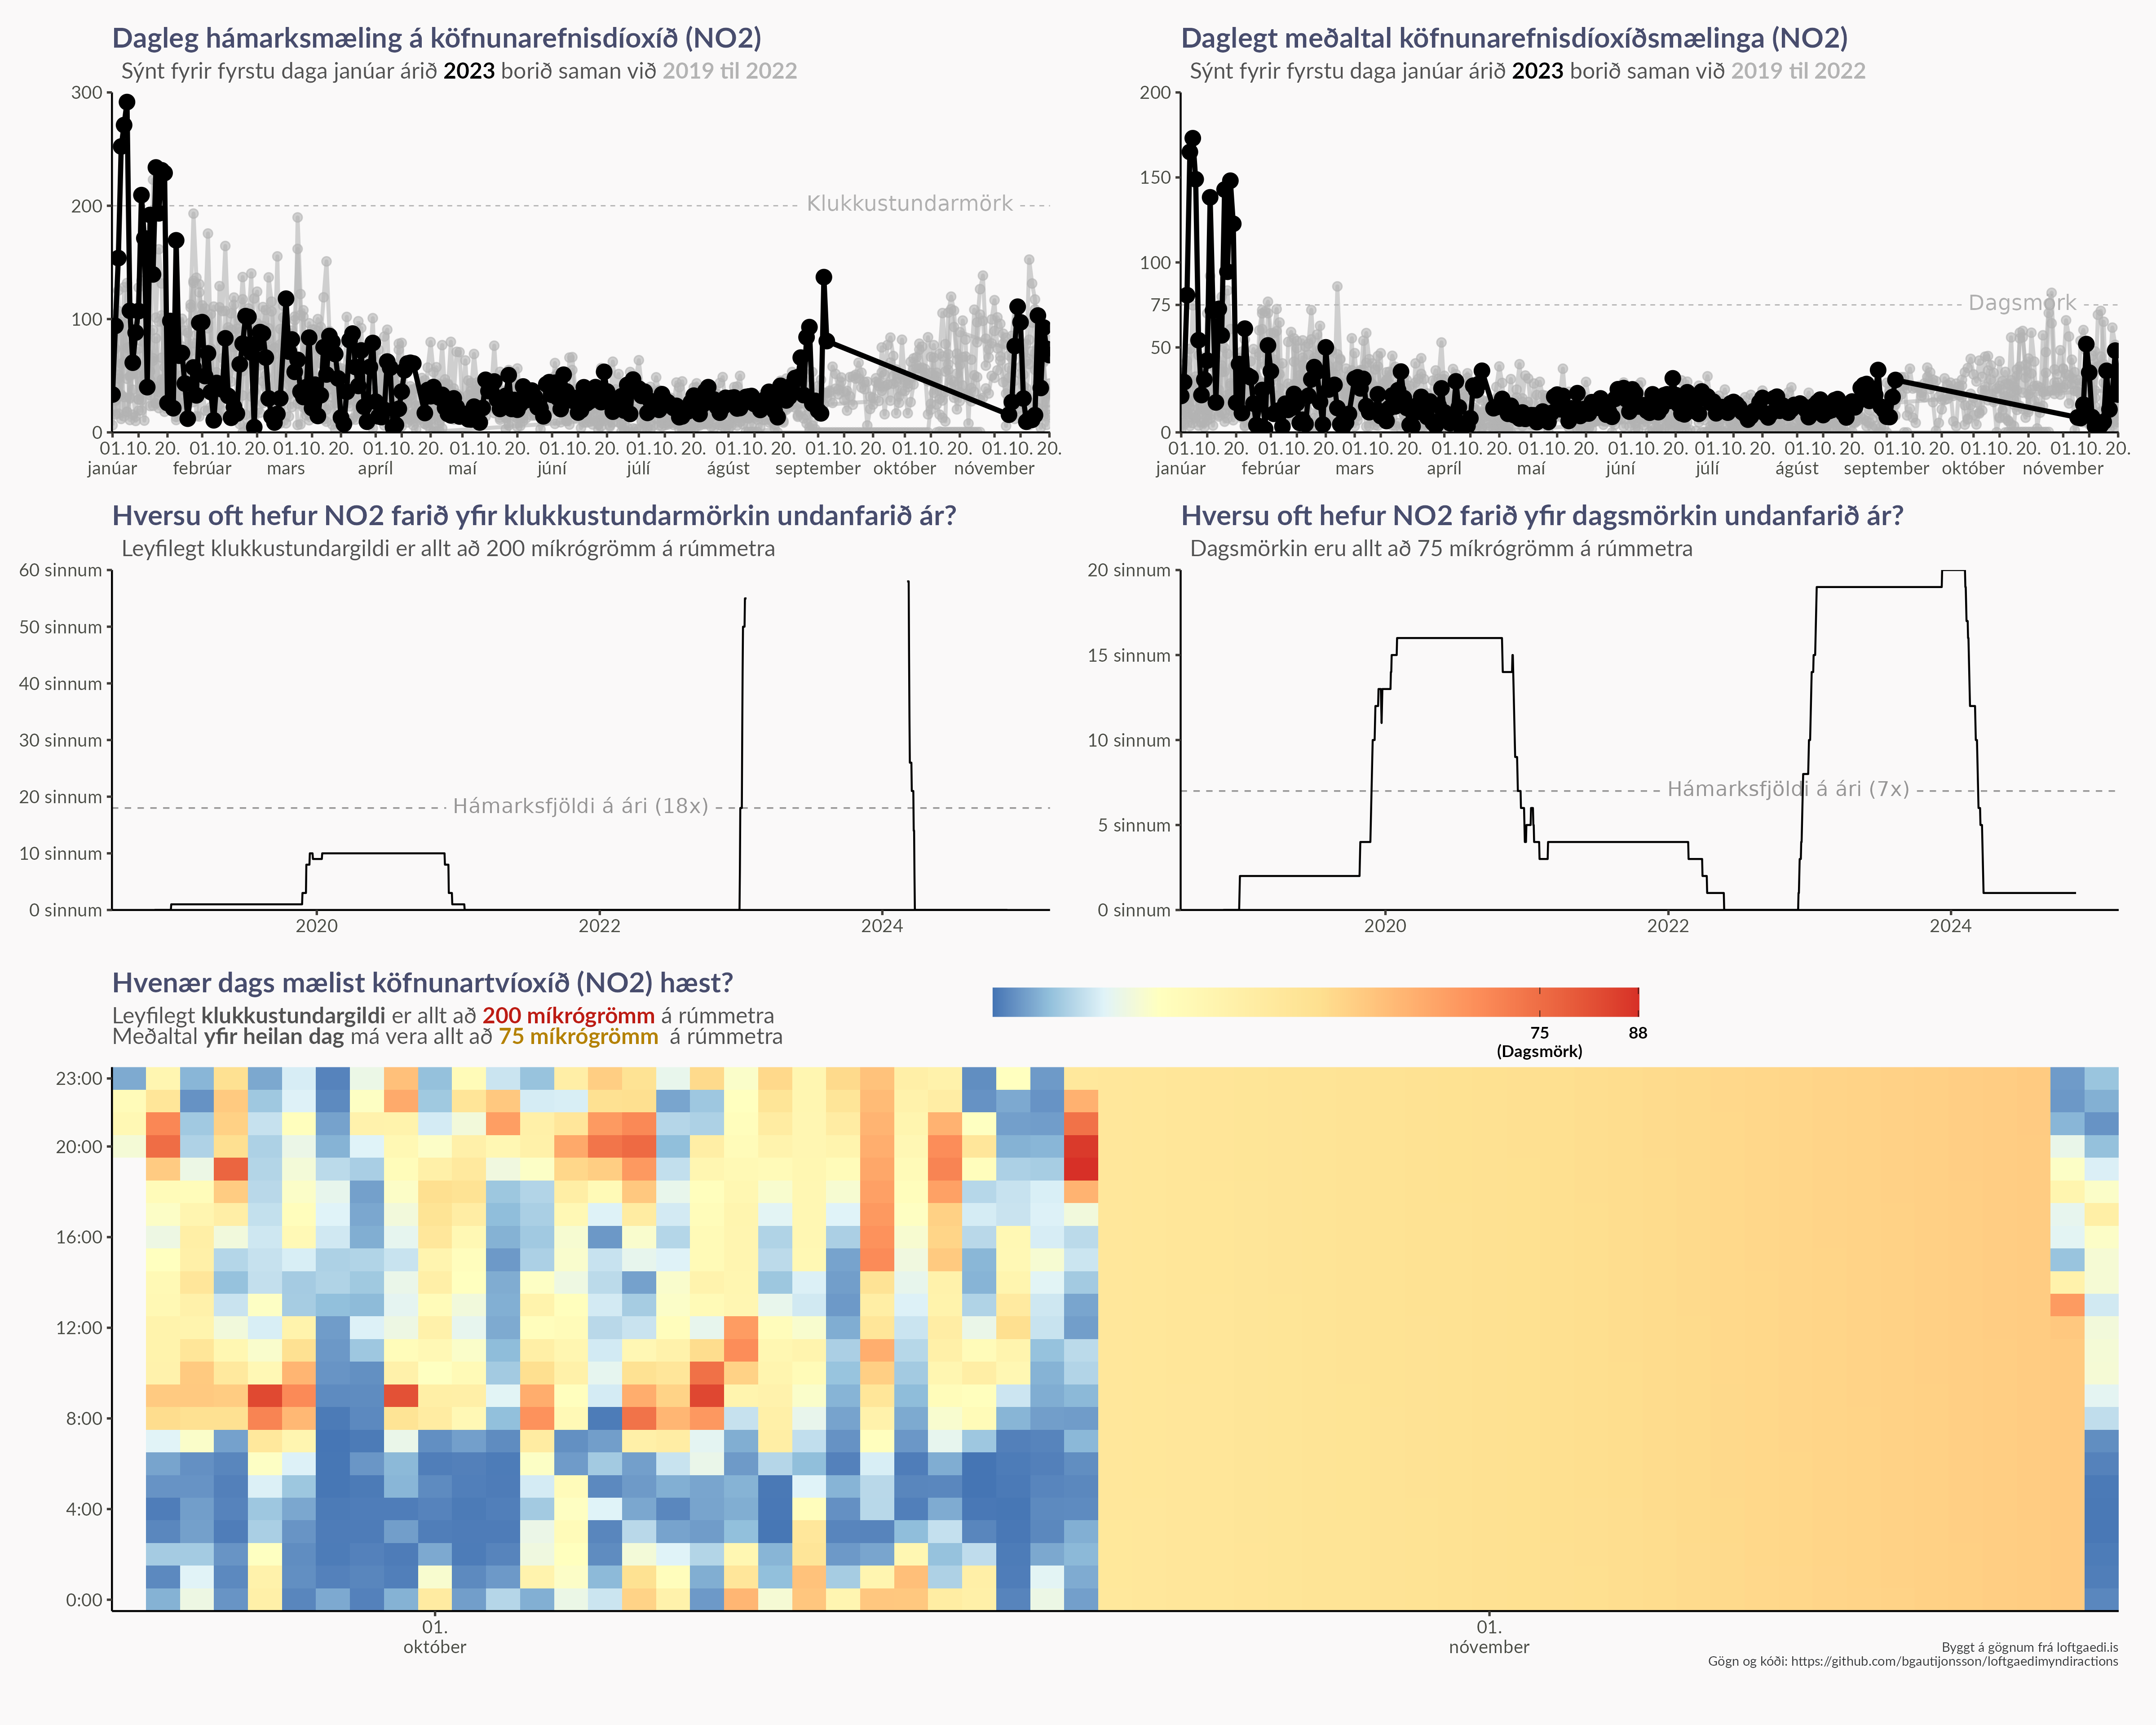 Dagleg hámarksmæling á köfnunarefnisdíoxíð (NO2)
Sýnt fyrir fyrstu daga janúar árið 2023 borið saman við 2019 til 2022
300
200
100
0
Klukkustundarmörk
01. 10. 20. 01. 10. 20. 01. 10. 20. 01. 10. 20. 01. 10. 20. 01. 10. 20. 01. 10. 20. 01. 10. 20. 01. 10. 20. 01. 10. 20. 01. 10. 20.
janúar febrúar mars apríl maí júní júlí ágúst september október nóvember
Daglegt meðaltal köfnunarefnisdíoxíðsmælinga (NO2)
Sýnt fyrir fyrstu daga janúar árið 2023 borið saman við 2019 til 2022
200
150
100
75
50
0
Dagsmörk
01. 10. 20. 01. 10. 20. 01. 10. 20. 01. 10. 20. 01. 10. 20. 01. 10. 20. 01. 10. 20. 01. 10. 20. 01. 10. 20. 01. 10. 20. 01. 10. 20.
janúar febrúar mars apríl maí júní júlí ágúst september október nóvember
Hversu oft hefur NO2 farið yfir klukkustundarmörkin undanfarið ár?
Leyfilegt klukkustundargildi er allt að 200 míkrógrömm á rúmmetra
60 sinnum
50 sinnum
40 sinnum
30 sinnum
20 sinnum
10 sinnum
0 sinnum
Hámarksfjöldi á ári (18x)
2020 2022 2024
Hversu oft hefur NO2 farið yfir dagsmörkin undanfarið ár?
Dagsmörkin eru allt að 75 míkrógrömm á rúmmetra
20 sinnum
15 sinnum
10 sinnum
5 sinnum
0 sinnum
Hámarksfjöldi á ári (7x)
2020 2022 2024
Hvenær dags mælist köfnunartvíoxíð (NO2) hæst?
Leyfilegt klukkustundargildi er allt að 200 míkrógrömm á rúmmetra
Meðaltal yfir heilan dag má vera allt að 75 míkrógrömm á rúmmetra
75 88
(Dagsmörk)
23:00
20:00
16:00
12:00
8:00
4:00
0:00
01. 01.
október nóvember
Byggt á gögnum frá loftgaedi.is
Gögn og kóði: https://github.com/bgautijonsson/loftgaedimyndiractions